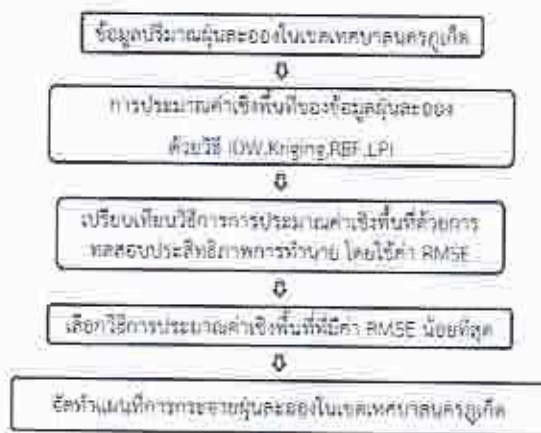 ข้อมูลปริมาณฝุ่นละอองในเขตเทศบาลนครภูเก็ต
การประมาณค่าเชิงพื้นที่ของข้อมูลฝุ่นละออง
ด้วยวิธี IDW,Kriging,RBF,LPI
เปรียบเทียบวิธีการการประมาณค่าเชิงพื้นที่ด้วยการ
ทดสอบประสิทธิภาพการทำนาย โดยใช้ค่า RMSE
เลือกวิธีการประมาณค่าเชิงพื้นที่ที่มีค่า RMSE น้อยที่สุด
จัดทำแผนที่การกระจายฝุ่นละอองในเขตเทศบาลนครภูเก็ต